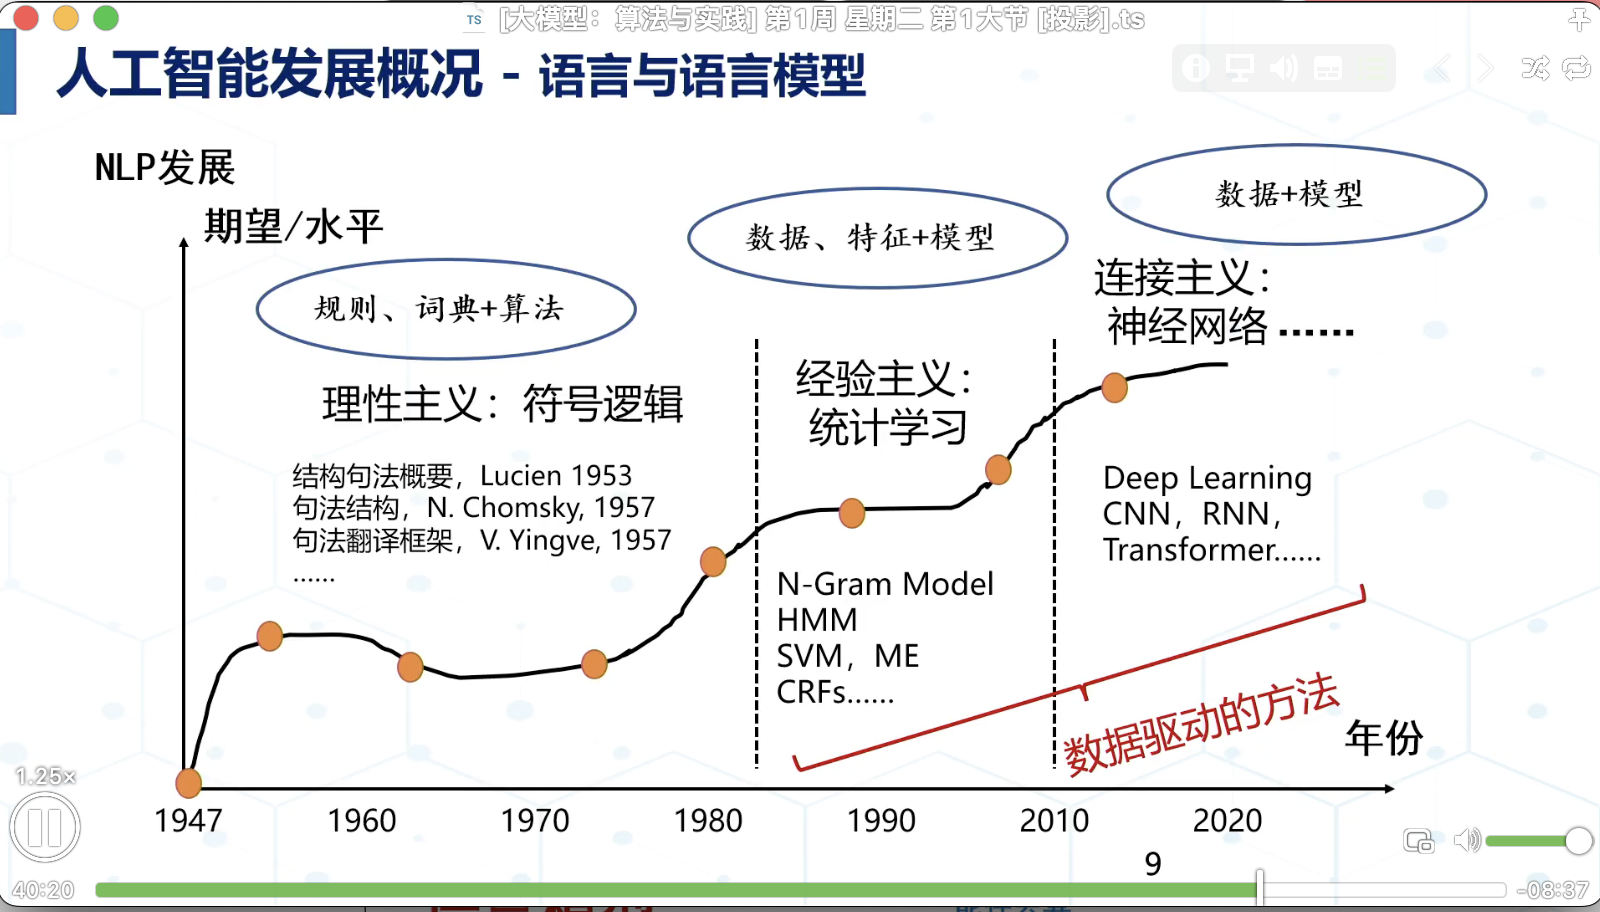 TS [大模型：算法与实践] 第1周 星期二 第1大节 [投影].ts
人工智能发展概况 - 语言与语言模型
NLP发展
期望/水平
规则、词典+算法
数据、特征+模型
数据+模型
理性主义：符号逻辑
经验主义：
统计学习
连接主义：
神经网络 ......
结构句法概要，Lucien 1953
句法结构，N. Chomsky, 1957
句法翻译框架，V. Yingve, 1957
......
N-Gram Model
HMM
SVM，ME
CRFs......
Deep Learning
CNN，RNN，
Transformer......
数据驱动的方法
年份
1947 1960 1970 1980 1990 2010 2020
9
1.25×
40:20
-08:37